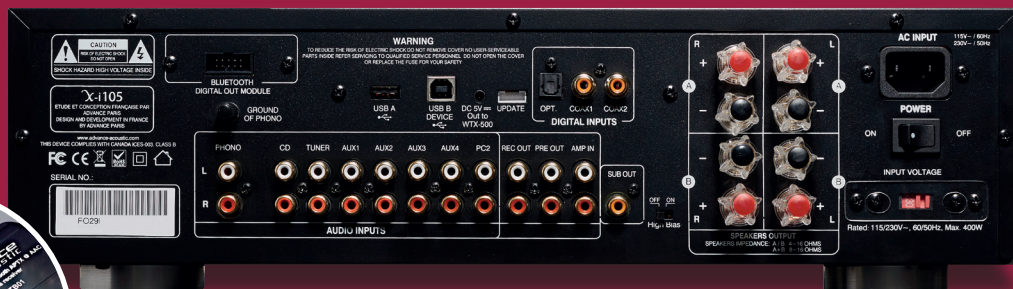 CAUTION
RISK OF ELECTRIC SHOCK
DO NOT OPEN
SHOCK HAZARD HIGH VOLTAGE INSIDE
X-i105
ETUDE ET CONCEPTION FRANÇAISE PAR
ADVANCE PARIS
DESIGN AND DEVELOPMENT IN FRANCE
BY ADVANCE PARIS
www.advance-acoustic.com
THIS DEVICE COMPLIES WITH CANADA ICES-003, CLASS B
FC CE
SERIAL NO.:
FO29I
BLUETOOTH
DIGITAL OUT MODULE
GROUND
OF PHONO
WARNING
TO REDUCE THE RISK OF ELECTRIC SHOCK DO NOT REMOVE COVER NO USER-SERVICEABLE
PARTS INSIDE REFER SERVICING TO QUALIFIED SERVICE PERSONNEL. DO NOT OPEN THE COVER
OR REPLACE THE FUSE FOR YOUR SAFETY
USB A
USB B
DEVICE
DC 5V
Out to
WTX-500
UPDATE
OPT. COAX1 COAX2
DIGITAL INPUTS
PHONO CD TUNER AUX1 AUX2 AUX3 AUX4 PC2 REC OUT PRE OUT AMP IN
SUB OUT
L
R
AUDIO INPUTS
OFF ON
High Bias
R L
+ +
A A
- -
- -
B B
+ +
R L
SPEAKERS OUTPUT
SPEAKERS IMPEDANCE: A / B 4~16 OHMS
A+B 8~16 OHMS
AC INPUT
115V~ / 60Hz
230V~ / 50Hz
POWER
ON OFF
INPUT VOLTAGE
Rated: 115/230V~, 60/50Hz, Max. 400W